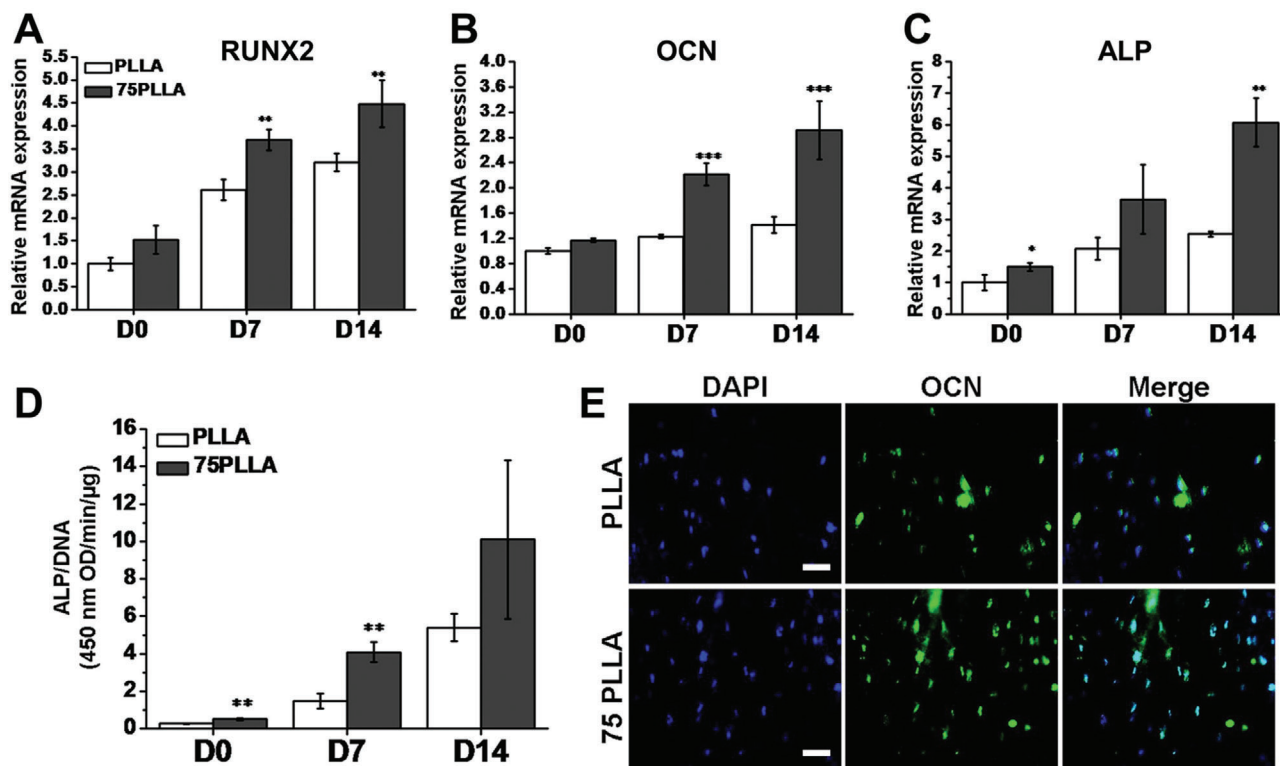 A
RUNX2
Relative mRNA expression
5.5
5.0
4.5
4.0
3.5
3.0
2.5
2.0
1.5
1.0
0.5
0.0
PLLA
75PLLA
**
**
D0 D7 D14
B
OCN
Relative mRNA expression
4.0
3.6
3.2
2.8
2.4
2.0
1.6
1.2
0.8
0.4
0.0
***
***
D0 D7 D14
C
ALP
Relative mRNA expression
8
7
6
5
4
3
2
1
0
*
**
D0 D7 D14
D
ALP/DNA
(450 nm OD/min/µg)
16
14
12
10
8
6
4
2
0
PLLA
75PLLA
**
**
D0 D7 D14
E
DAPI OCN Merge
PLLA
75 PLLA